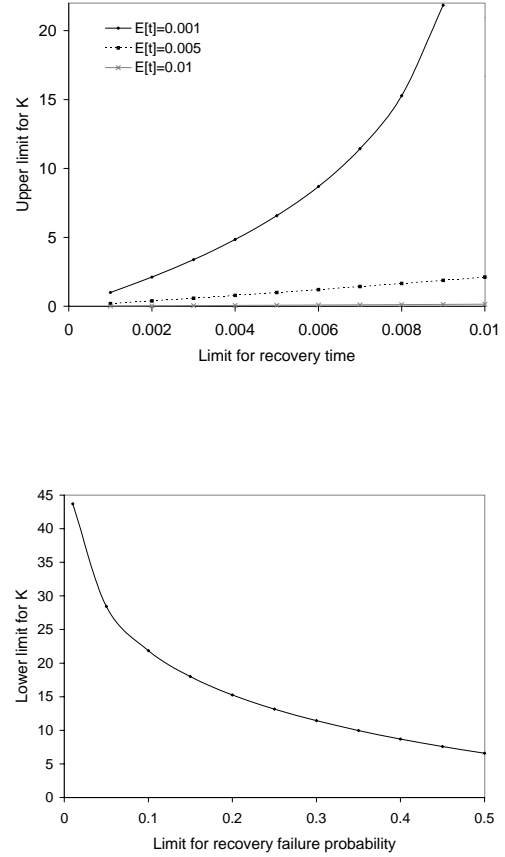 20
15
10
5
0
Upper limit for K
E[t]=0.001
E[t]=0.005
E[t]=0.01
0 0.002 0.004 0.006 0.008 0.01
Limit for recovery time
45
40
35
30
25
20
15
10
5
0
Lower limit for K
0 0.1 0.2 0.3 0.4 0.5
Limit for recovery failure probability